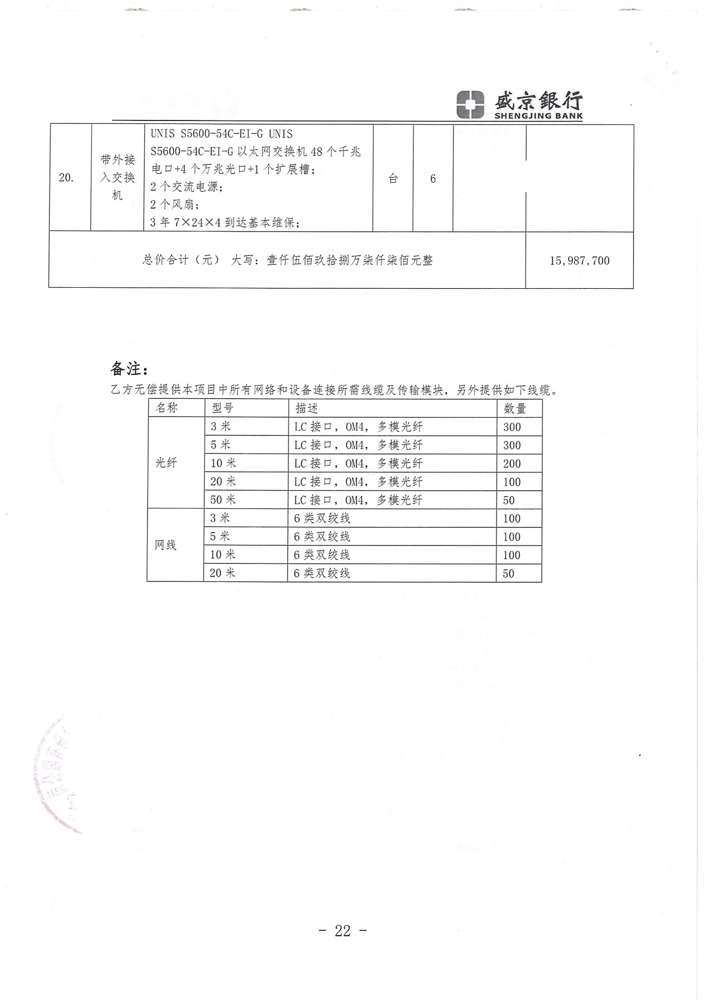 盛京銀行
SHENGJING BANK
20.
带外接
入交换
机
UNIS S5600-54C-EI-G UNIS
S5600-54C-EI-G 以太网交换机 48 个千兆
电口+4 个万兆光口+1 个扩展槽；
2 个交流电源；
2 个风扇；
3 年 7×24×4 到达基本维保；
台
6
总价合计（元） 大写：壹仟伍佰玖拾捌万柒仟柒佰元整 15,987,700
备注：
乙方无偿提供本项目中所有网络和设备连接所需线缆及传输模块，另外提供如下线缆。
名称 型号 描述 数量
光纤
3 米 LC 接口，OM4，多模光纤 300
5 米 LC 接口，OM4，多模光纤 300
10 米 LC 接口，OM4，多模光纤 200
20 米 LC 接口，OM4，多模光纤 100
50 米 LC 接口，OM4，多模光纤 50
网线
3 米 6 类双绞线 100
5 米 6 类双绞线 100
10 米 6 类双绞线 100
20 米 6 类双绞线 50
- 22 -